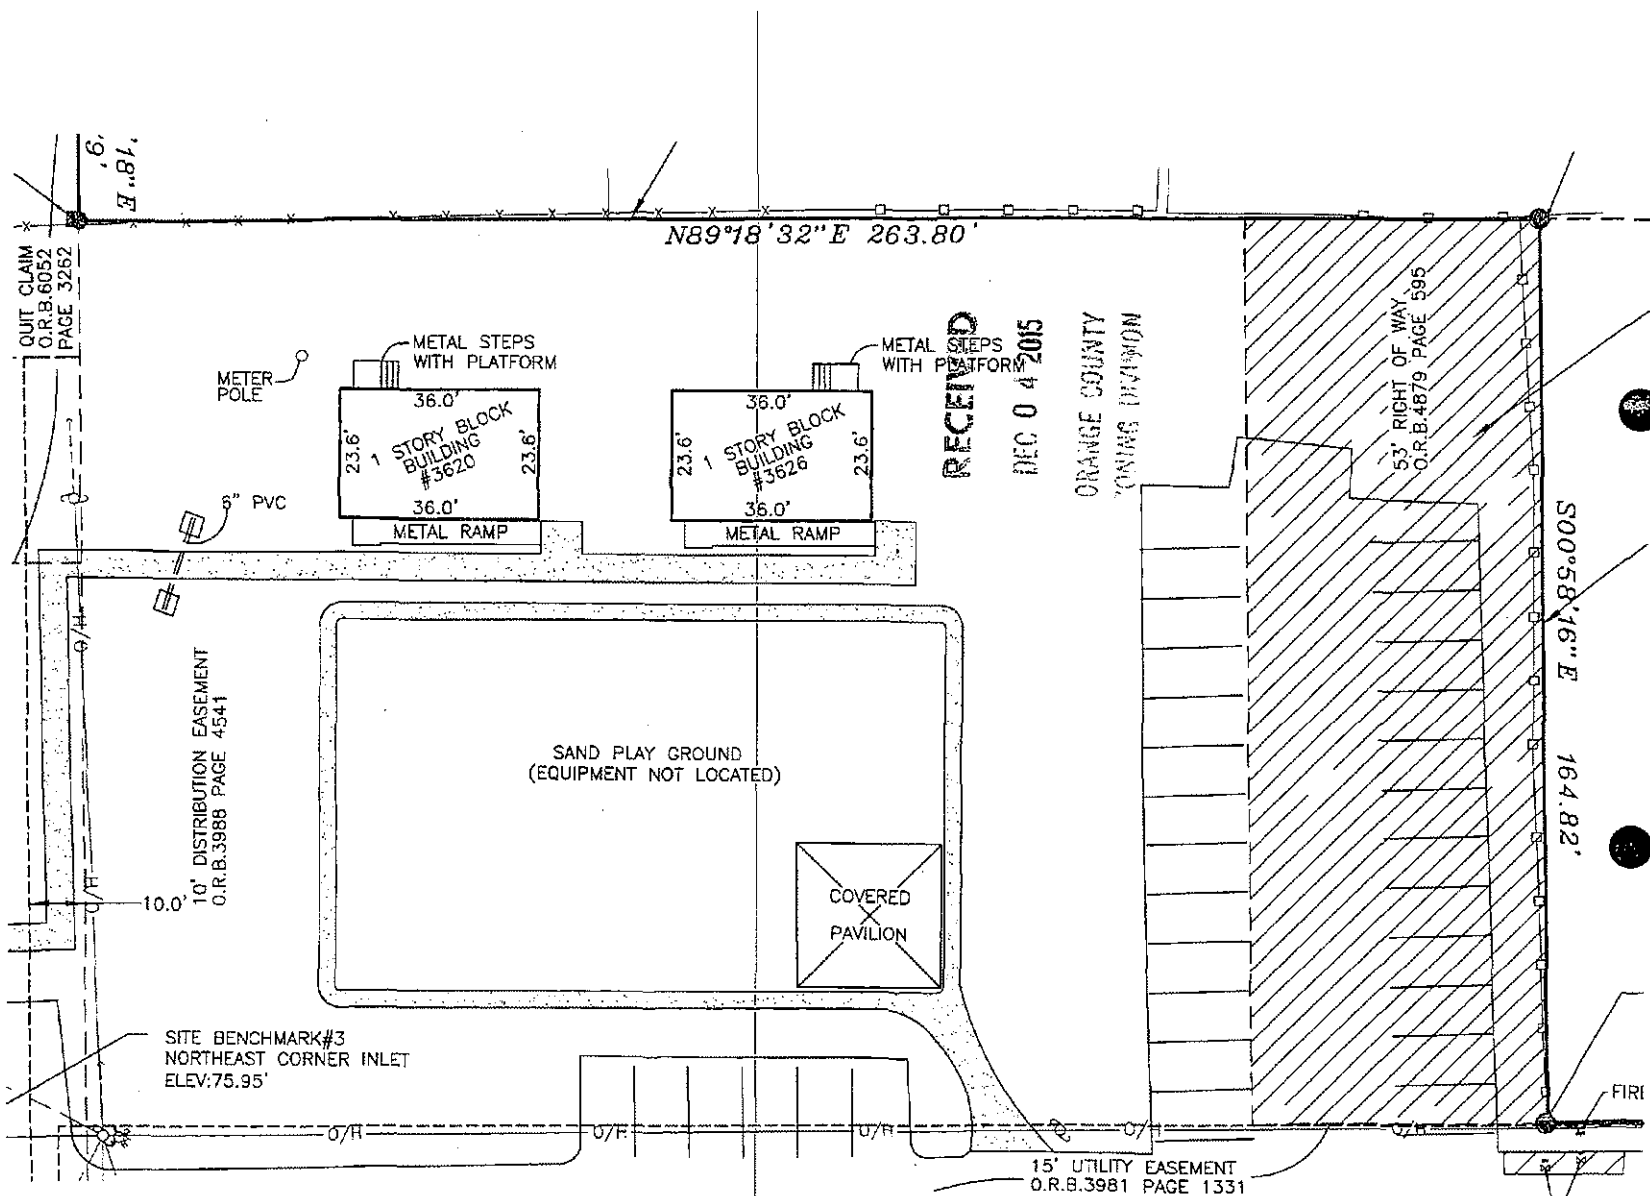 9'
'18" E
N89°18'32"E 263.80'
QUIT CLAIM
O.R.B.6052
PAGE 3262
METER
POLE
METAL STEPS
WITH PLATFORM
36.0'
23.6'
1 STORY BLOCK
BUILDING
#3620
23.6'
36.0'
METAL RAMP
METAL STEPS
WITH PLATFORM
36.0'
23.6'
1 STORY BLOCK
BUILDING
#3626
23.6'
36.0'
METAL RAMP
RECEIVED
DEC 0 4 2015
ORANGE COUNTY
ZONING DIVISION
53' RIGHT OF WAY
O.R.B.4879 PAGE 595
S00°58'16"E 164.82'
6" PVC
O/H
10' DISTRIBUTION EASEMENT
O.R.B.3988 PAGE 4541
10.0'
O/H
SAND PLAY GROUND
(EQUIPMENT NOT LOCATED)
COVERED
PAVILION
SITE BENCHMARK#3
NORTHEAST CORNER INLET
ELEV:75.95'
O/H
O/H
O/H
FIRE
15' UTILITY EASEMENT
O.R.B.3981 PAGE 1331